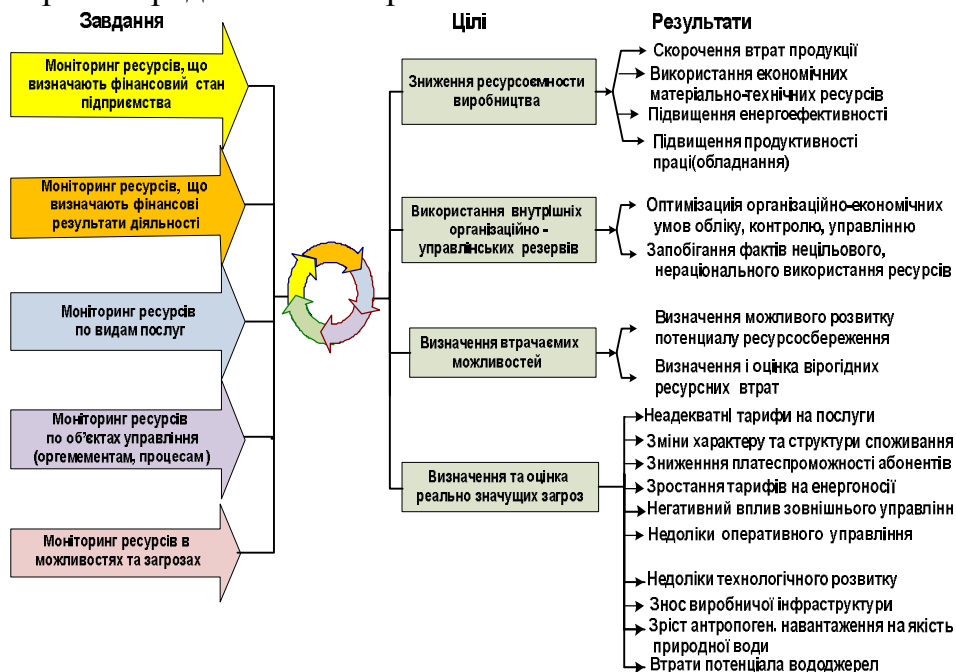 Завдання
Цілі
Результати
Моніторинг ресурсів, що
визначають фінансовий стан
підприємства
Моніторинг ресурсів, що
визначають фінансові
результати діяльності
Моніторинг ресурсів
по видам послуг
Моніторинг ресурсів
по об'єктах управління
(оргемементам, процесам)
Моніторинг ресурсів в
можливостях та загрозах
Зниження ресурсоємности
виробництва
Використання внутрішніх
організаційно -
управлінських резервів
Визначення втрачаємих
можливостей
Визначення та оцінка
реально значущих загроз
Скорочення втрат продукції
Використання економічних
матеріально-технічних ресурсів
Підвищення енергоефективності
Підвищення продуктивності
праці(обладнання)
Оптимизациія організаційно-економічних
умов обліку, контролю, управлінню
Запобігання фактів нецільового,
нераціонального використання ресурсів
Визначення можливого розвитку
потенциалу ресурсосбереження
Визначення і оцінка вірогідних
ресурсних втрат
Неадекватні тарифи на послуги
Зміни характеру та структури споживання
Зниженння платеспроможності абонентів
Зростання тарифів на енергоносії
Негативний вплив зовнішнього управлінн
Недоліки оперативного управління
Недоліки технологічного розвитку
Знос виробничої інфраструктури
Зріст антропоген. навантаження на якість
природної води
Втрати потенціала вододжерел